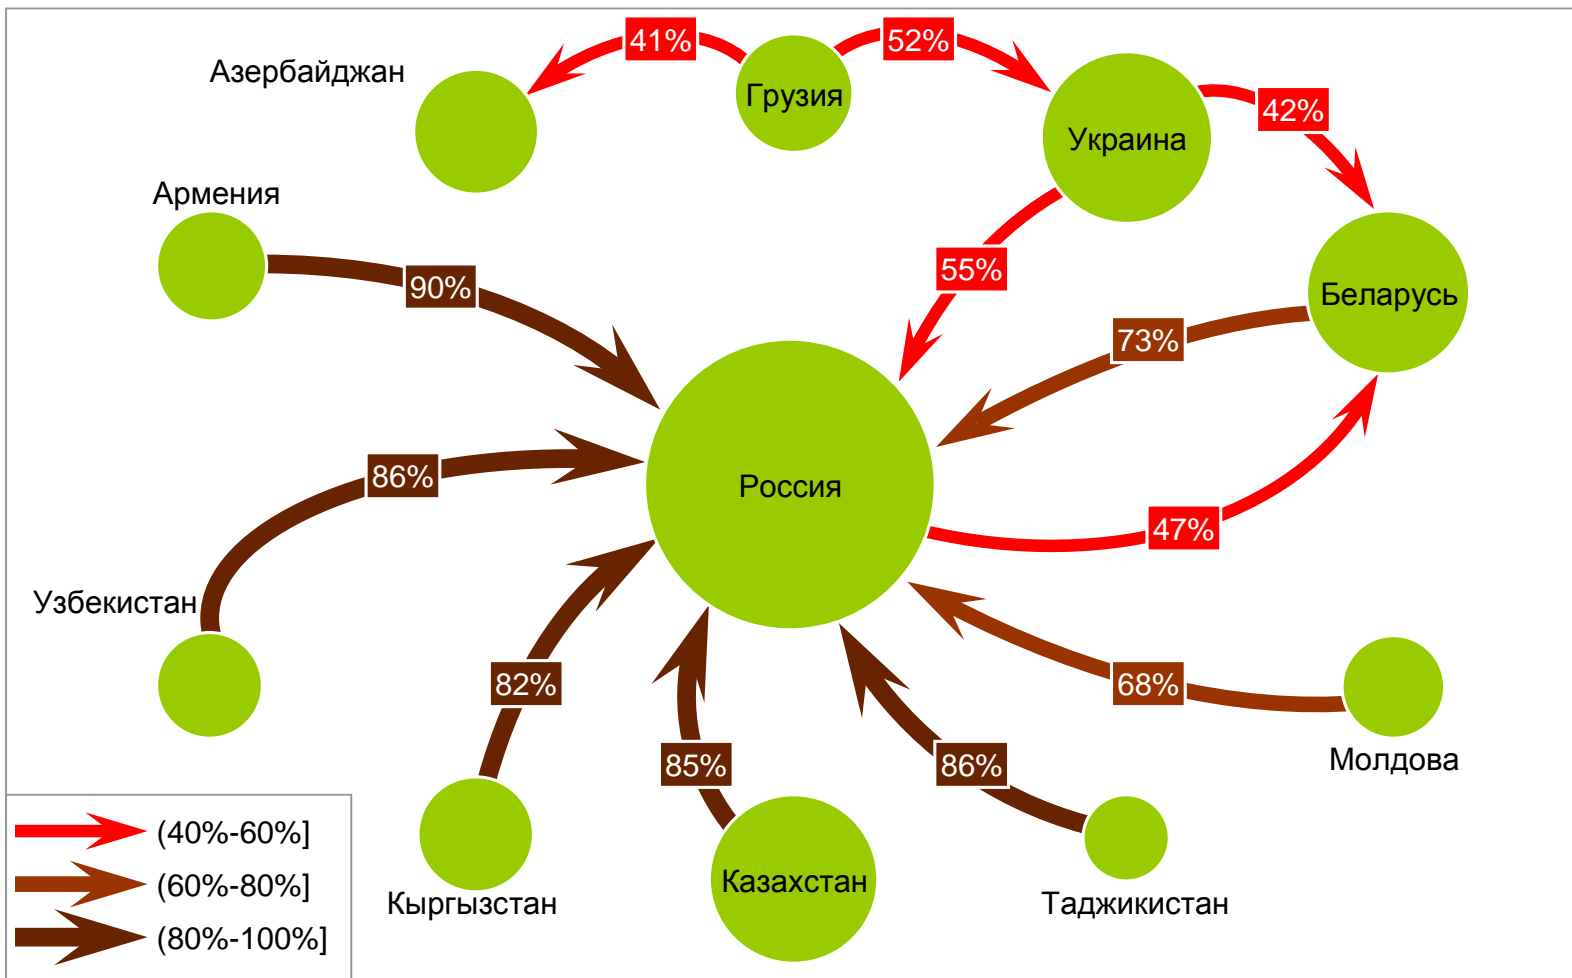 41%
52%
Азербайджан
Грузия
42%
Украина
Армения
55%
90%
Беларусь
73%
86%
Россия
47%
Узбекистан
82%
68%
85%
86%
Молдова
(40%-60%]
(60%-80%]
Казахстан
Кыргызстан
Таджикистан
(80%-100%]